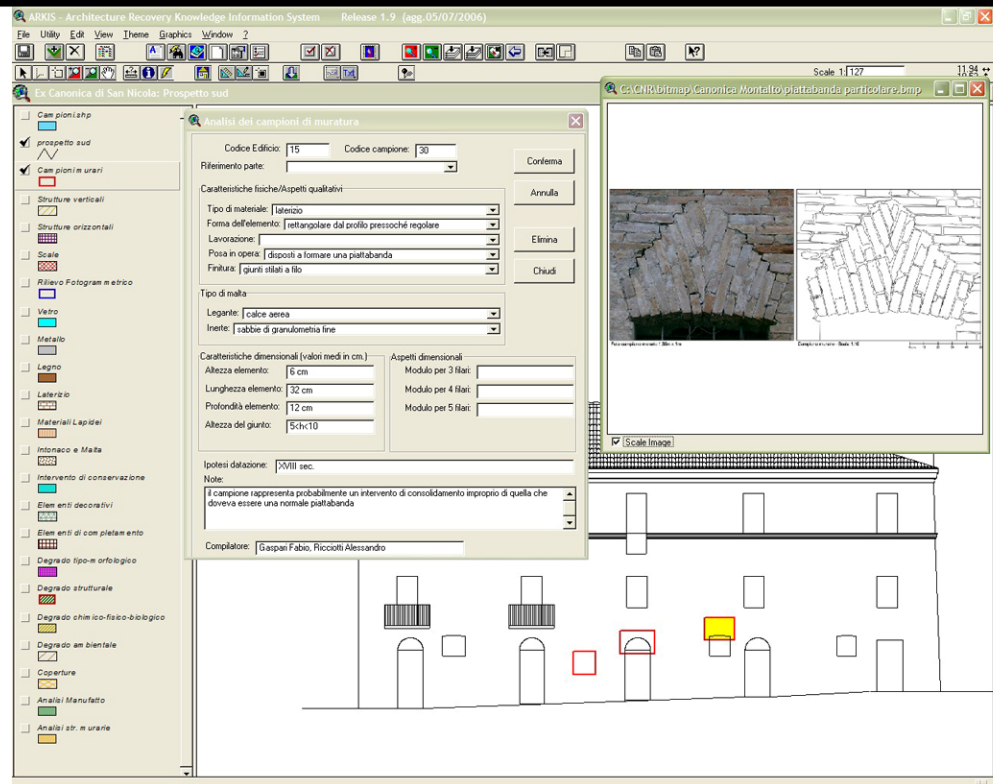 ARKIS - Architecture Recovery Knowledge Information System Release 1.9 (agg.05/07/2006)
File Utility Edit View Theme Graphics Window ?
Scale 1: 127
11.94
Ex Canonica di San Nicola: Prospetto sud
Campioni.shp
prospetto sud
Campioni murari
Strutture verticali
Strutture orizzontali
Scale
Rilievo Fotogrammetrico
Vetro
Metallo
Legno
Laterizio
Materiali Lapidei
Intonaco e Malta
Intervento di conservazione
Elementi decorativi
Elementi di completamento
Degrado tipo-morfologico
Degrado strutturale
Degrado chimico-fisico-biologico
Degrado ambientale
Coperture
Analisi Manufatto
Analisi str. murarie
Analisi dei campioni di muratura
Codice Edificio: 15 Codice campione: 30
Riferimento parte:
Conferma
Annulla
Elimina
Chiudi
Caratteristiche fisiche/Aspetti qualitativi
Tipo di materiale: laterizio
Forma dell'elemento: rettangolare dal profilo pressoché regolare
Lavorazione:
Posa in opera: disposti a formare una piattabanda
Finitura: giunti stilati a filo
Tipo di malta
Legante: calce aerea
Inerte: sabbie di granulometria fine
Caratteristiche dimensionali (valori medi in cm.)
Altezza elemento: 6 cm
Lunghezza elemento: 32 cm
Profondità elemento: 12 cm
Altezza del giunto: 5<h<10
Aspetti dimensionali
Modulo per 3 filari:
Modulo per 4 filari:
Modulo per 5 filari:
Ipotesi datazione: XVIII sec.
Note:
il campione rappresenta probabilmente un intervento di consolidamento improprio di quella che
doveva essere una normale piattabanda
Compilatore: Gaspari Fabio, Ricciotti Alessandro
C:\CNR\bitmap\Canonica Montalto\piattabanda particolare.bmp
Scale Image